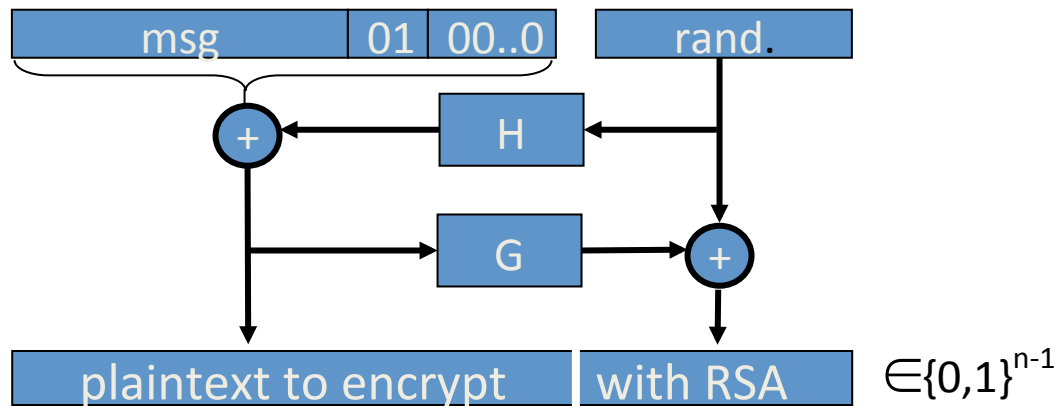 msg 01 00..0 rand.
+ H
G +
plaintext to encrypt with RSA ∈{0,1}ⁿ⁻¹